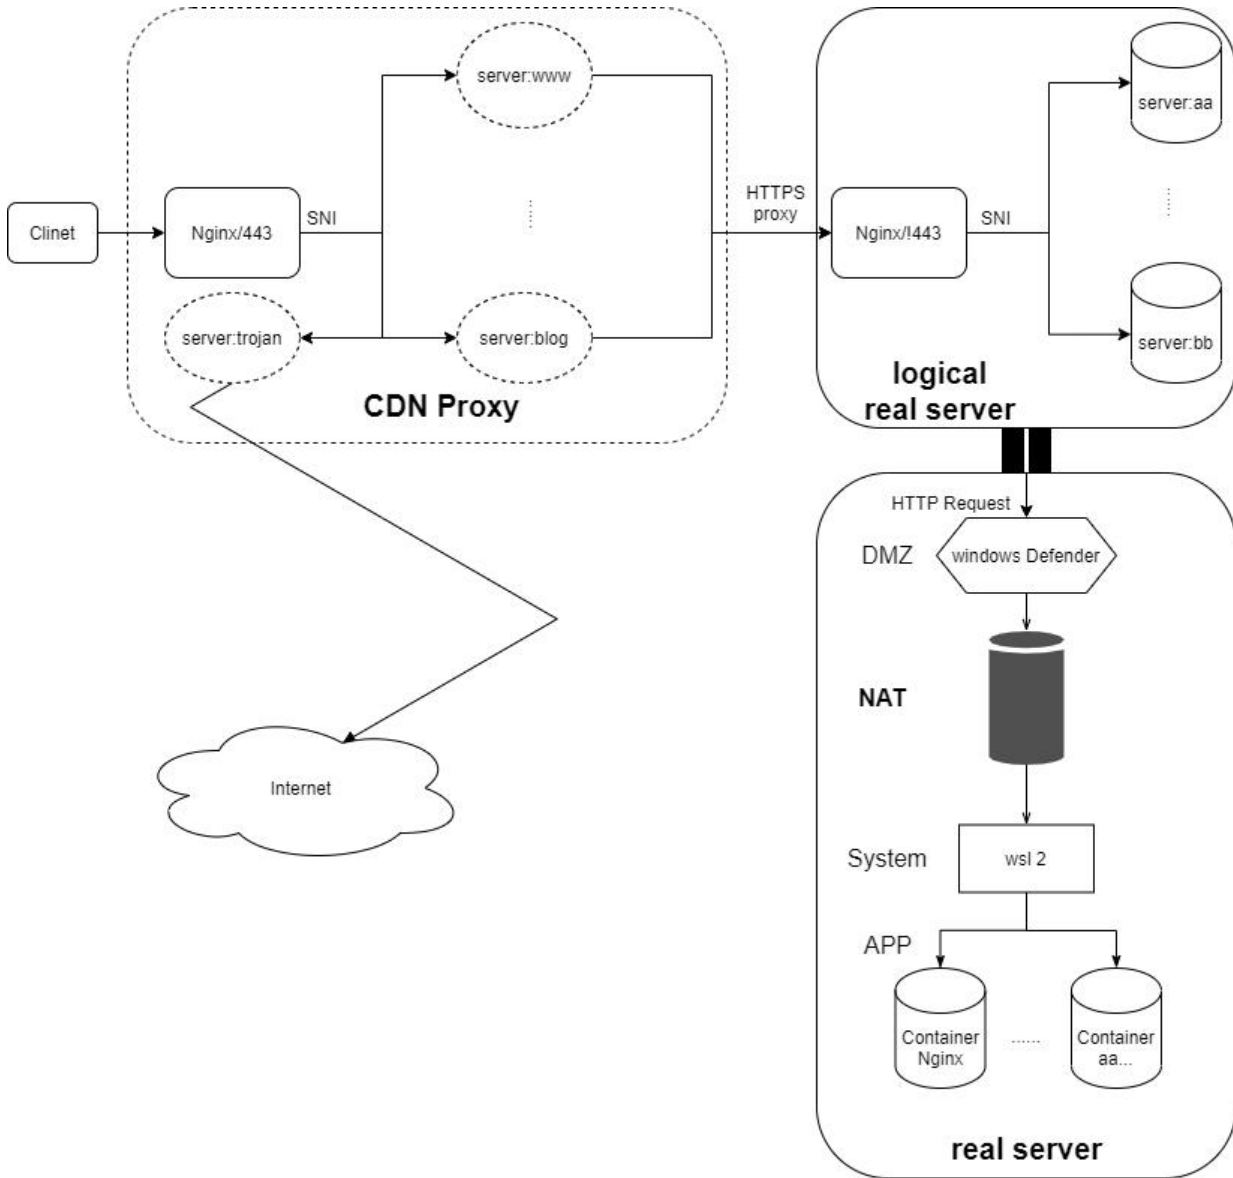 Clinet
Nginx/443
SNI
server:www
........
server:trojan
server:blog
CDN Proxy
HTTPS
proxy
Nginx/!443
SNI
server:aa
........
server:bb
logical
real server
HTTP Request
DMZ
windows Defender
NAT
System
wsl 2
APP
Container
Nginx
......
Container
aa...
real server
Internet